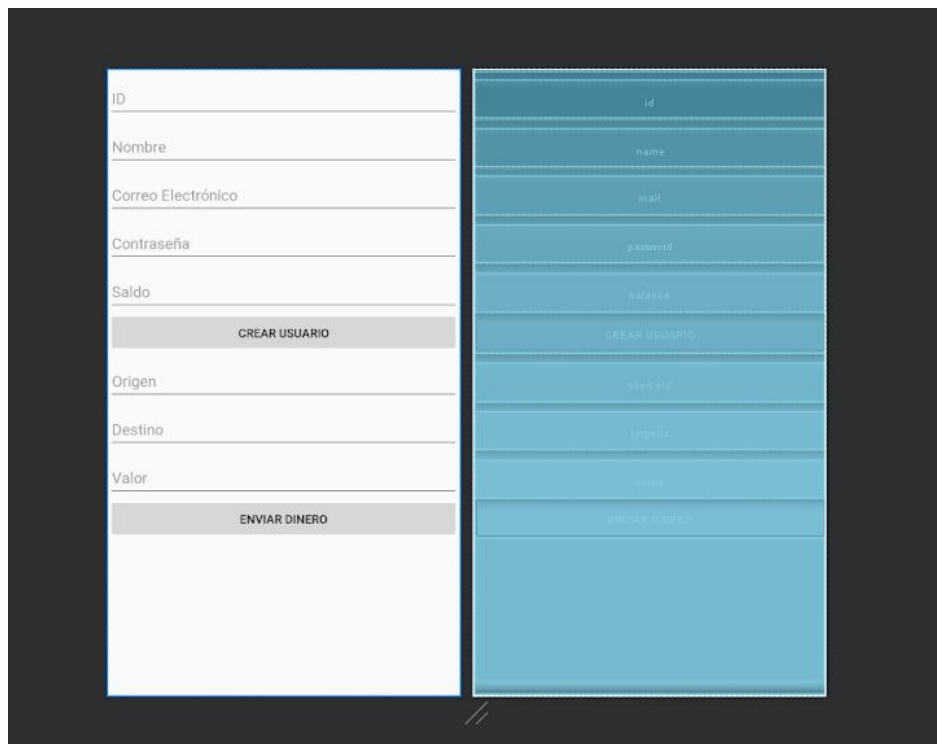 ID
Nombre
Correo Electrónico
Contraseña
Saldo
CREAR USUARIO
Origen
Destino
Valor
ENVIAR DINERO
id
name
mail
password
balance
CREAR USUARIO
sourceId
targetId
value
ENVIAR DINERO